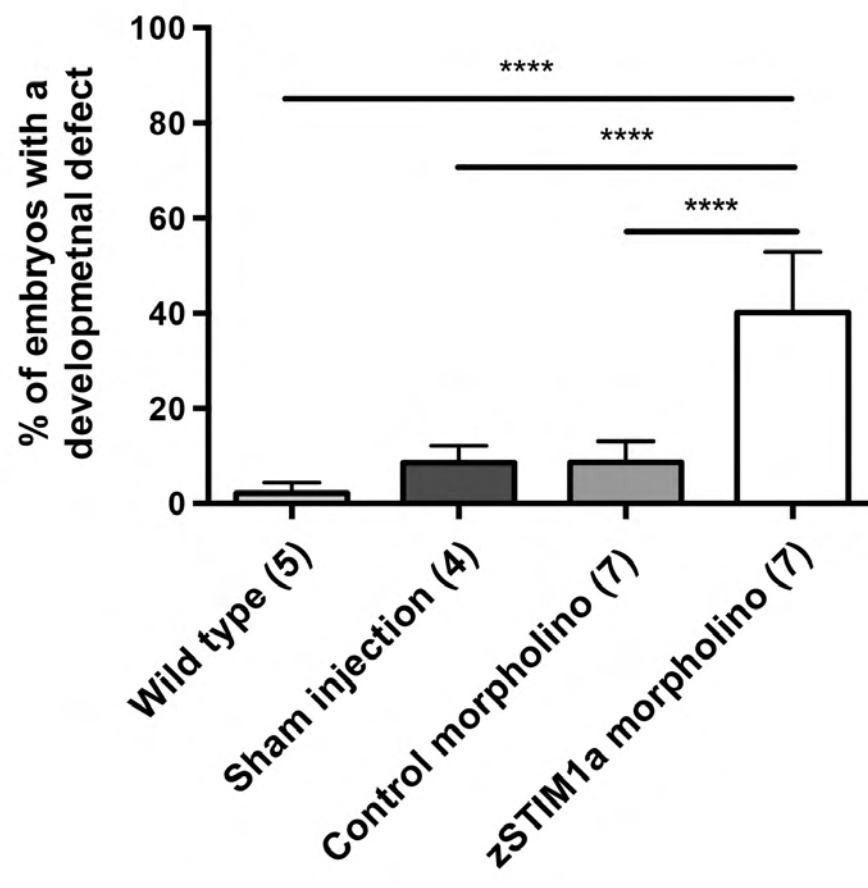 % of embryos with a
developmetnal defect
100
80
60
40
20
0
****
****
****
Wild type (5)
Sham injection (4)
Control morpholino (7)
zSTIM1a morpholino (7)